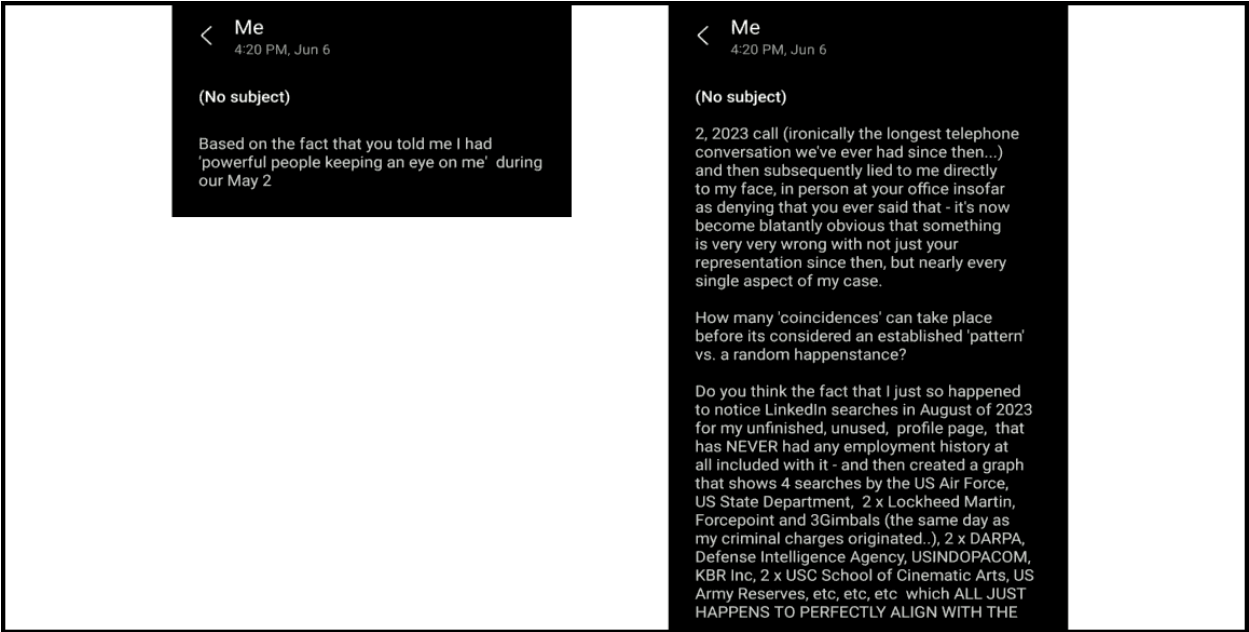 Me
4:20 PM, Jun 6
(No subject)
Based on the fact that you told me I had
'powerful people keeping an eye on me'  during
our May 2
Me
4:20 PM, Jun 6
(No subject)
2, 2023 call (ironically the longest telephone
conversation we've ever had since then...)
and then subsequently lied to me directly
to my face, in person at your office insofar
as denying that you ever said that - it's now
become blatantly obvious that something
is very very wrong with not just your
representation since then, but nearly every
single aspect of my case.
How many 'coincidences' can take place
before its considered an established 'pattern'
vs. a random happenstance?
Do you think the fact that I just so happened
to notice LinkedIn searches in August of 2023
for my unfinished, unused,  profile page,  that
has NEVER had any employment history at
all included with it - and then created a graph
that shows 4 searches by the US Air Force,
US State Department,  2 x Lockheed Martin,
Forcepoint and 3Gimbals (the same day as
my criminal charges originated..), 2 x DARPA,
Defense Intelligence Agency, USINDOPACOM,
KBR Inc, 2 x USC School of Cinematic Arts, US
Army Reserves, etc, etc, etc  which ALL JUST
HAPPENS TO PERFECTLY ALIGN WITH THE